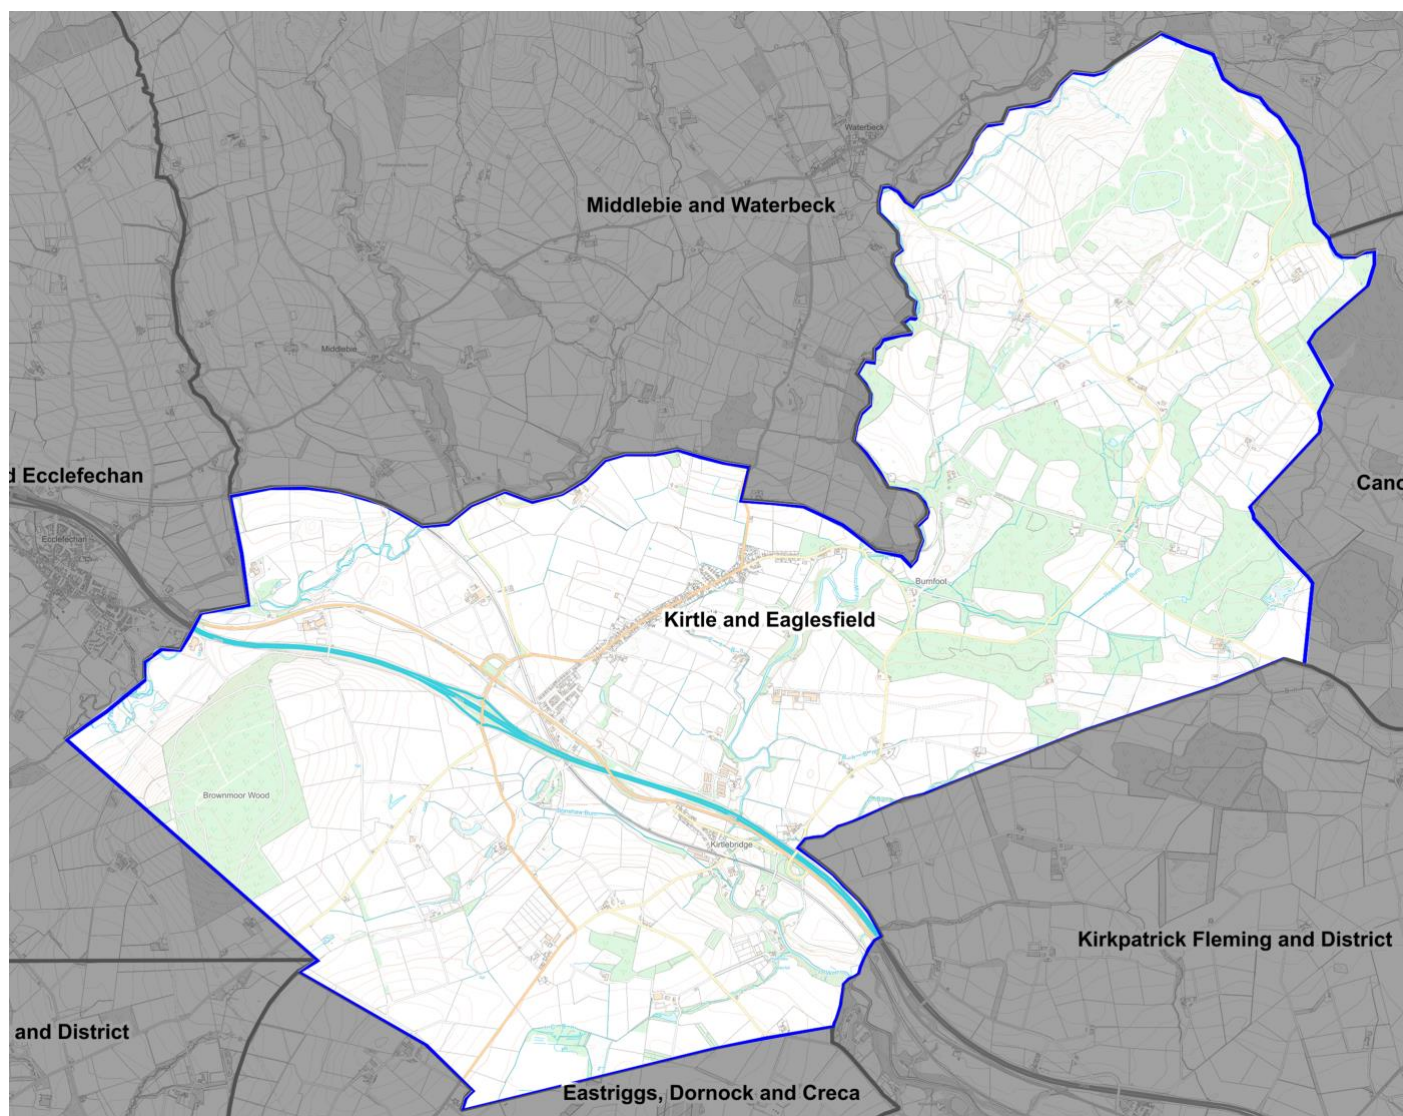 Waterbeck
Middlebie and Waterbeck
Middlebie
d Ecclefechan
Canc
Ecclefechan
Burnfoot
Kirtle and Eaglesfield
Brownmoor Wood
Kirtlebridge
Kirkpatrick Fleming and District
and District
Eastriggs, Dornock and Creca